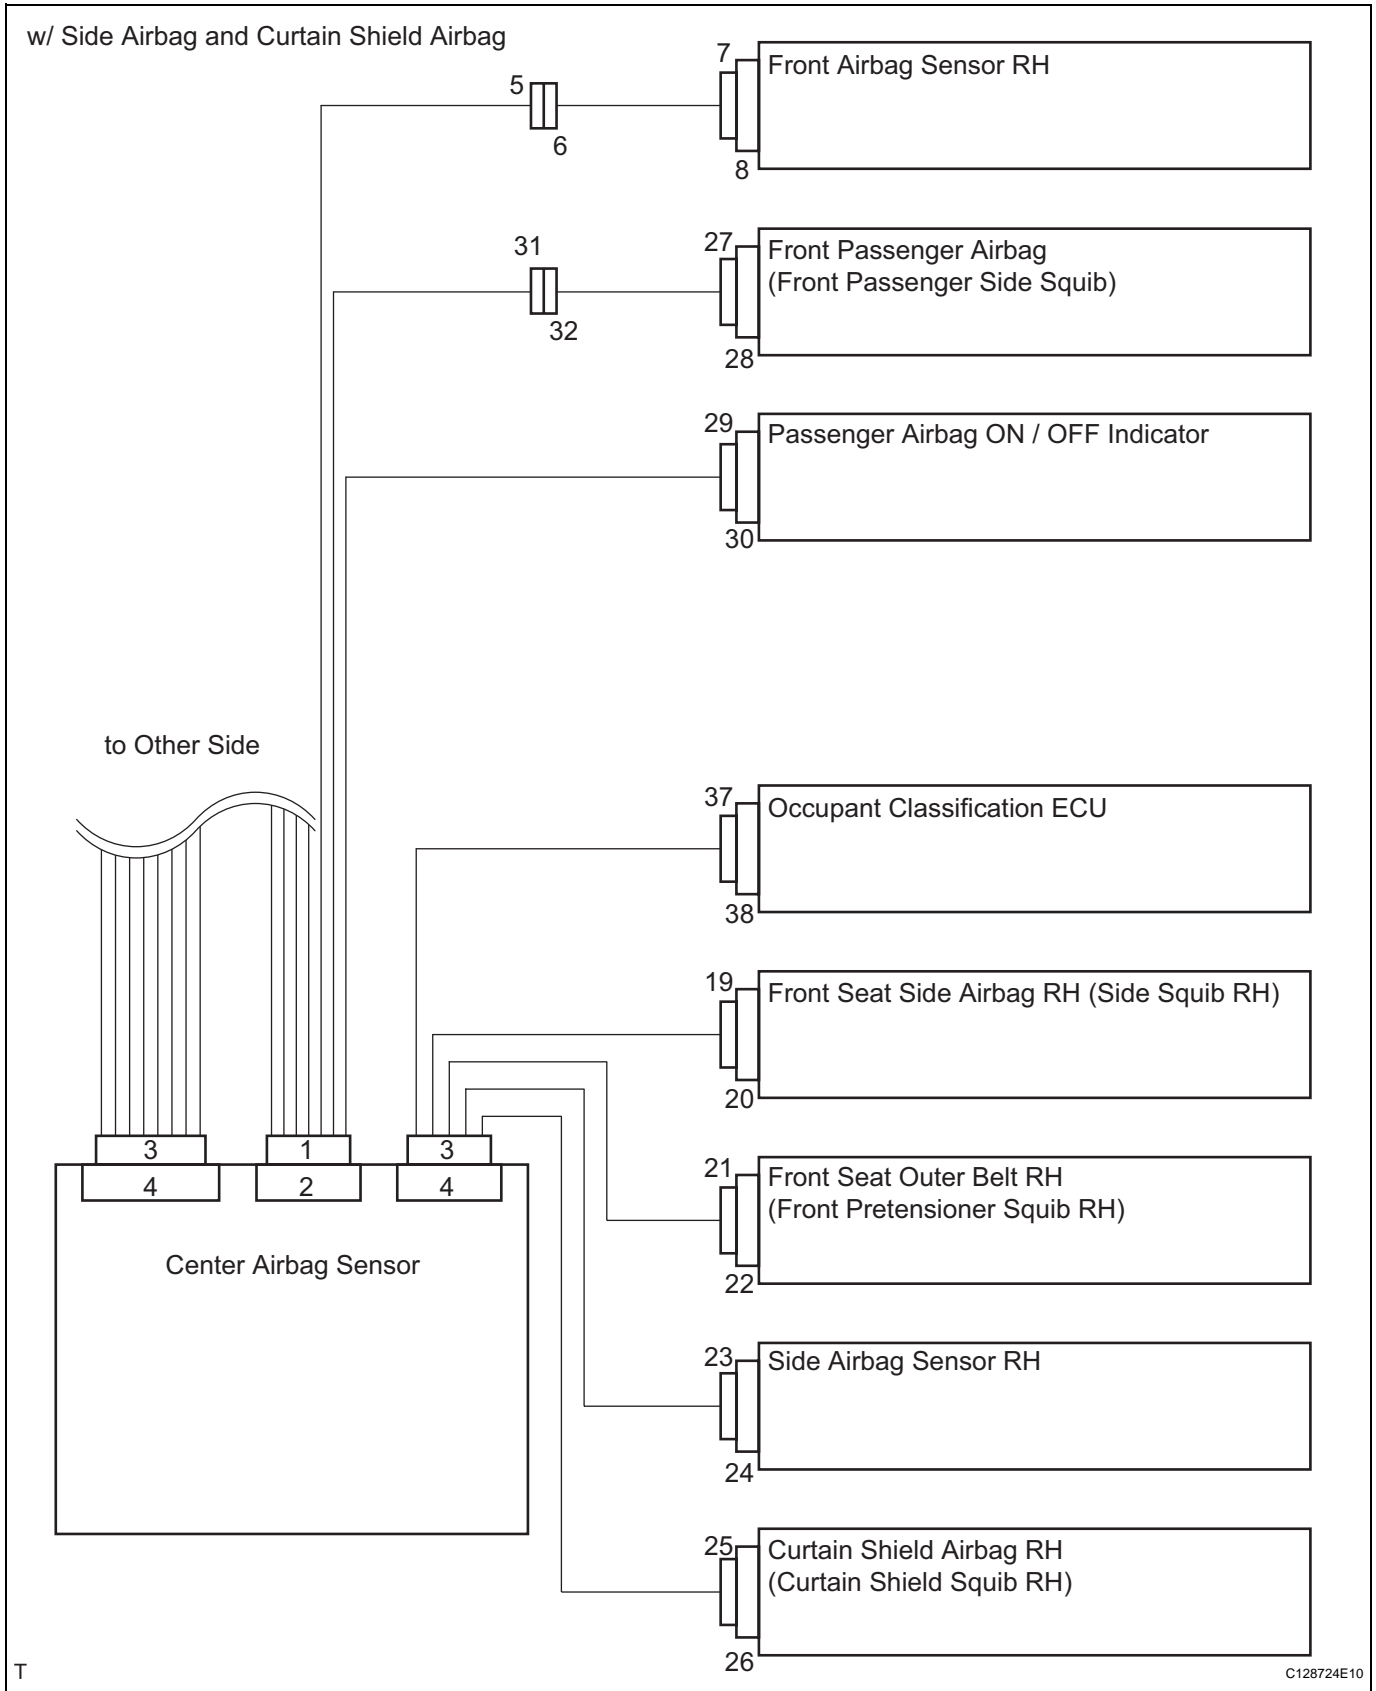 w/ Side Airbag and Curtain Shield Airbag
7
Front Airbag Sensor RH
5
6
8
31
27
Front Passenger Airbag
(Front Passenger Side Squib)
32
28
29
Passenger Airbag ON / OFF Indicator
30
to Other Side
37
Occupant Classification ECU
38
19
Front Seat Side Airbag RH (Side Squib RH)
20
3
1
3
4
2
4
21
Front Seat Outer Belt RH
(Front Pretensioner Squib RH)
22
Center Airbag Sensor
23
Side Airbag Sensor RH
24
25
Curtain Shield Airbag RH
(Curtain Shield Squib RH)
26
T
C128724E10